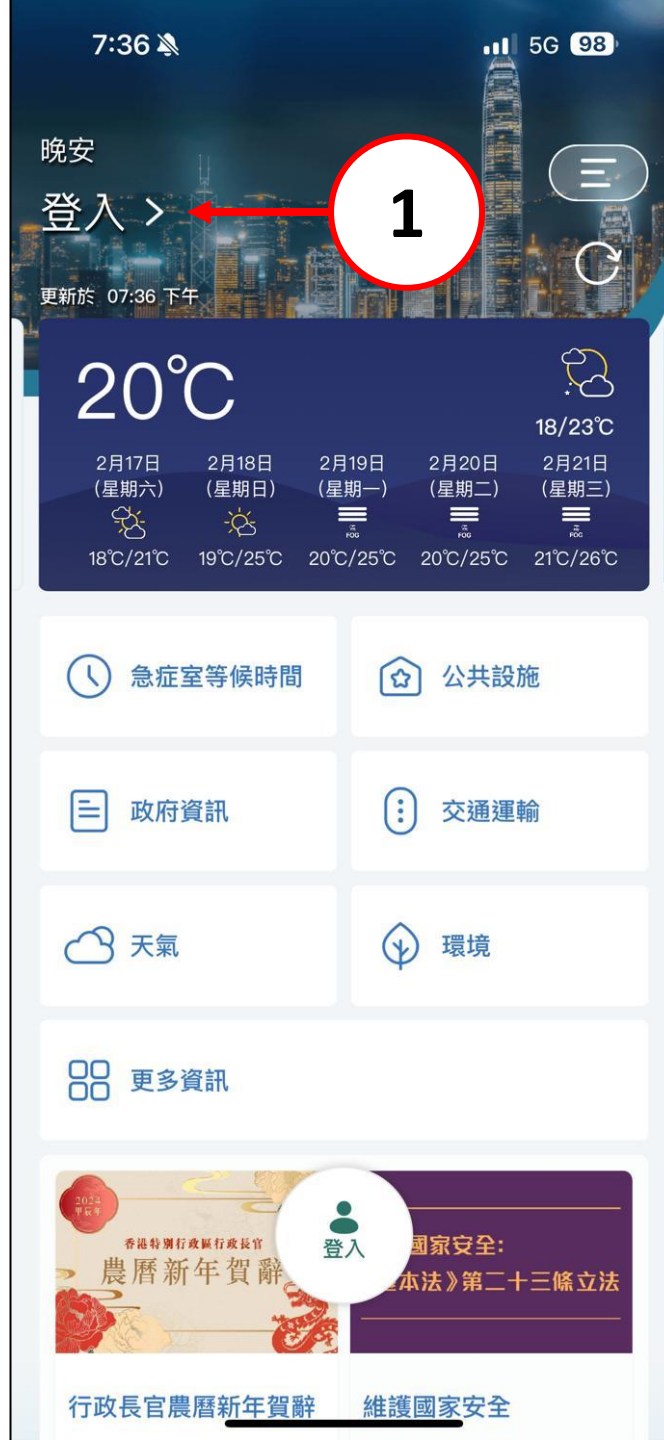 7:36 5G 98
晚安
登入 >
1
更新於 07:36 下午
20℃
18/23℃
2月17日 2月18日 2月19日 2月20日 2月21日
(星期六) (星期日) (星期一) (星期二) (星期三)
FOG FOG FOG
18℃/21℃ 19℃/25℃ 20℃/25℃ 20℃/25℃ 21℃/26℃
急症室等候時間 公共設施
政府資訊 交通運輸
天氣 環境
更多資訊
2024
甲辰年
香港特別行政區行政長官
農曆新年賀辭
登入
國家安全:
本法》第二十三條立法
行政長官農曆新年賀辭 維護國家安全